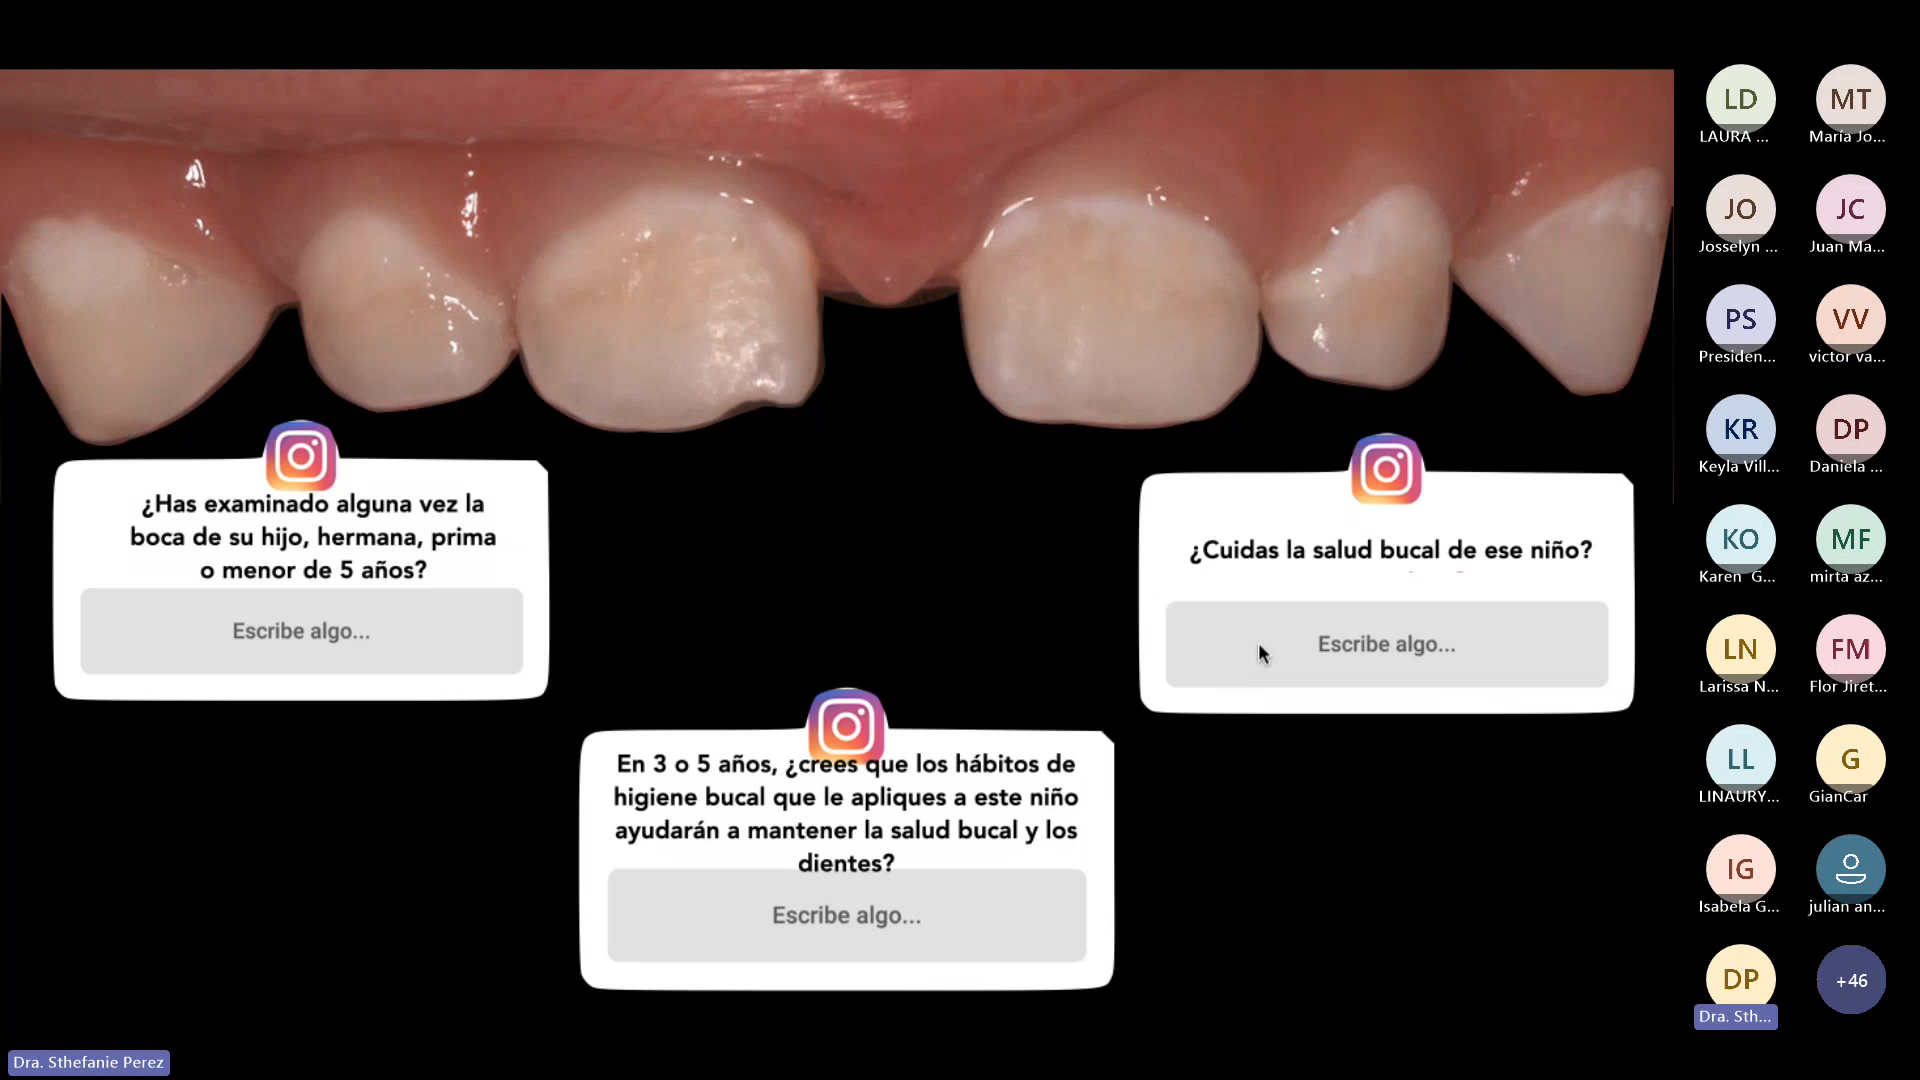 ¿Has examinado alguna vez la
boca de su hijo, hermana, prima
o menor de 5 años?
Escribe algo...
¿Cuidas la salud bucal de ese niño?
Escribe algo...
En 3 o 5 años, ¿crees que los hábitos de
higiene bucal que le apliques a este niño
ayudarán a mantener la salud bucal y los
dientes?
Escribe algo...
LD
LAURA ...
MT
María Jo...
JO
Josselyn ...
JC
Juan Ma...
PS
Presiden...
VV
victor va...
KR
Keyla Vill...
DP
Daniela ...
KO
Karen G...
MF
mirta az...
LN
Larissa N...
FM
Flor Jiret...
LL
LINAURY...
G
GianCar
IG
Isabela G...
julian an...
DP
Dra. Sth...
+46
Dra. Sthefanie Perez